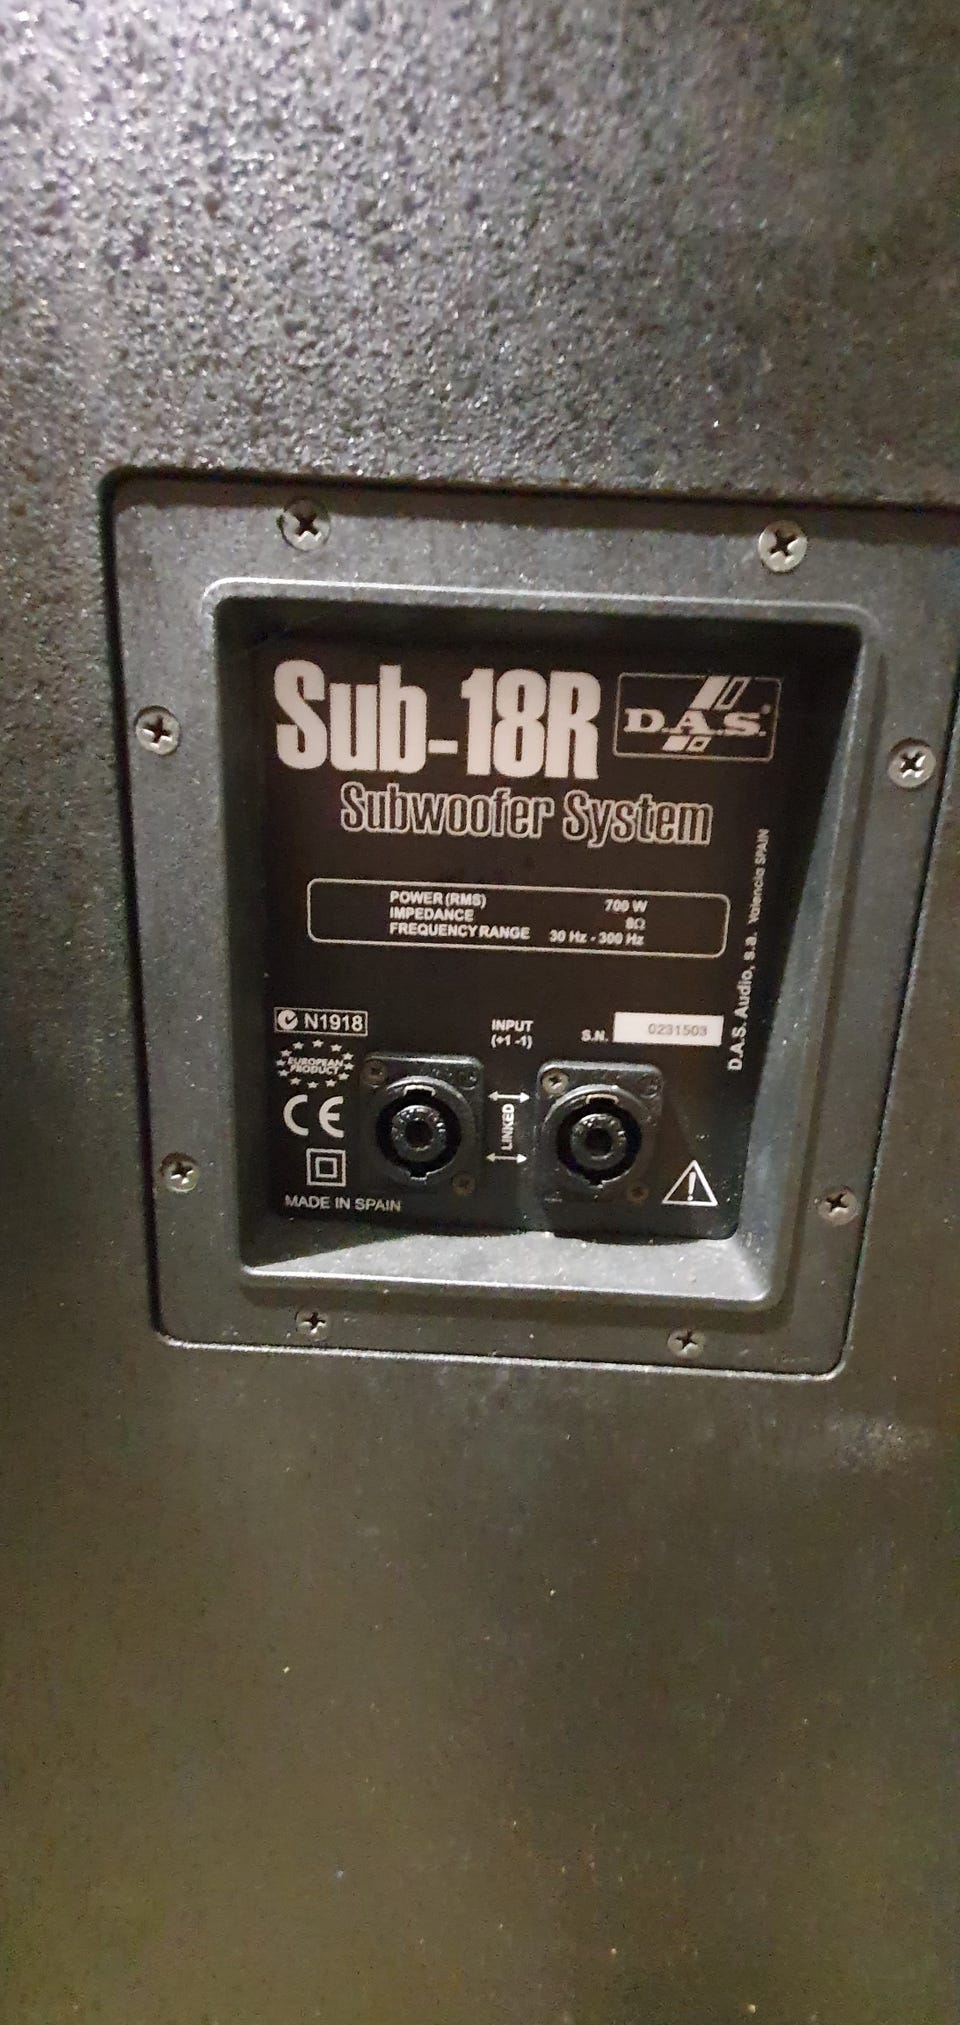 Sub-18R
D.A.S.®
Subwoofer System
POWER (RMS) 700 W
IMPEDANCE 8Ω
FREQUENCY RANGE 30 Hz - 300 Hz
D.A.S. Audio, s.a. Valencia SPAIN
N1918
INPUT
(+1 -1)
S.N. 0231503
EUROPEAN
PRODUCT
LINKED
CE
MADE IN SPAIN